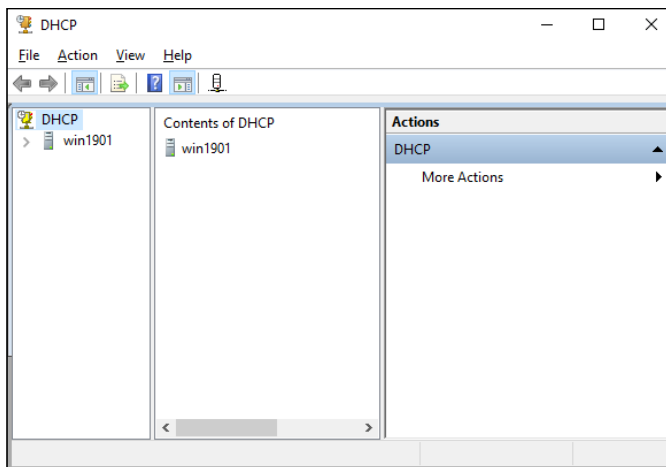 DHCP
File Action View Help
DHCP
win1901
Contents of DHCP
win1901
Actions
DHCP
More Actions